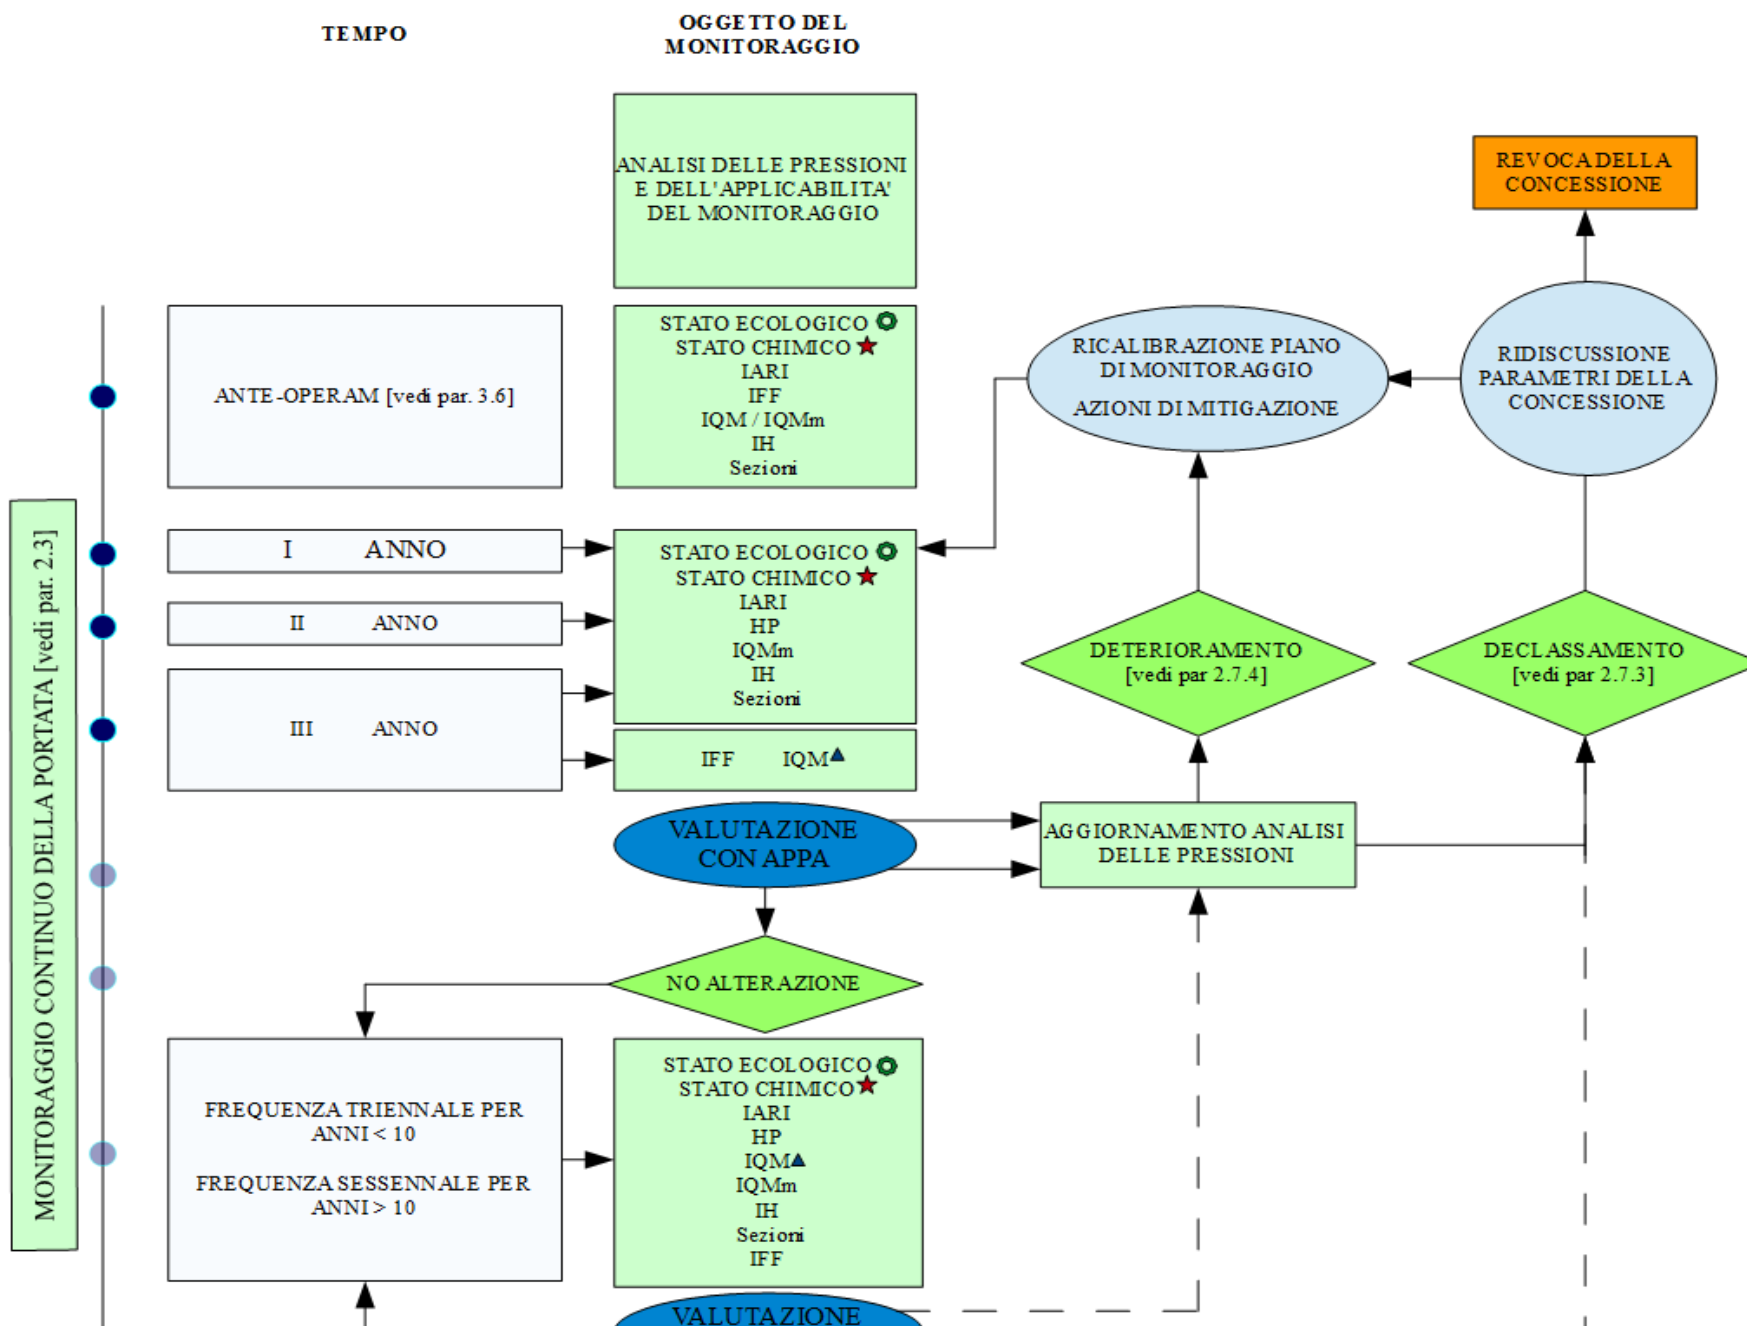 TEMPO
OGGETTO DEL
MONITORAGGIO
ANALISI DELLE PRESSIONI
E DELL'APPLICABILITA'
DEL MONITORAGGIO
REVOCA DELLA
CONCESSIONE
ANTE-OPERAM [vedi par. 3.6]
STATO ECOLOGICO
STATO CHIMICO
IARI
IFF
IQM / IQMm
IH
Sezioni
RICALIBRAZIONE PIANO
DI MONITORAGGIO
AZIONI DI MITIGAZIONE
RIDISCUSSIONE
PARAMETRI DELLA
CONCESSIONE
MONITORAGGIO CONTINUO DELLA PORTATA [vedi par. 2.3]
I ANNO
II ANNO
III ANNO
STATO ECOLOGICO
STATO CHIMICO
IARI
HP
IQMm
IH
Sezioni
IFF IQM
DETERIORAMENTO
[vedi par 2.7.4]
DECLASSAMENTO
[vedi par 2.7.3]
VALUTAZIONE
CON APPA
AGGIORNAMENTO ANALISI
DELLE PRESSIONI
NO ALTERAZIONE
FREQUENZA TRIENNALE PER
ANNI < 10
FREQUENZA SESSENNALE PER
ANNI > 10
STATO ECOLOGICO
STATO CHIMICO
IARI
HP
IQM
IQMm
IH
Sezioni
IFF
VALUTAZIONE